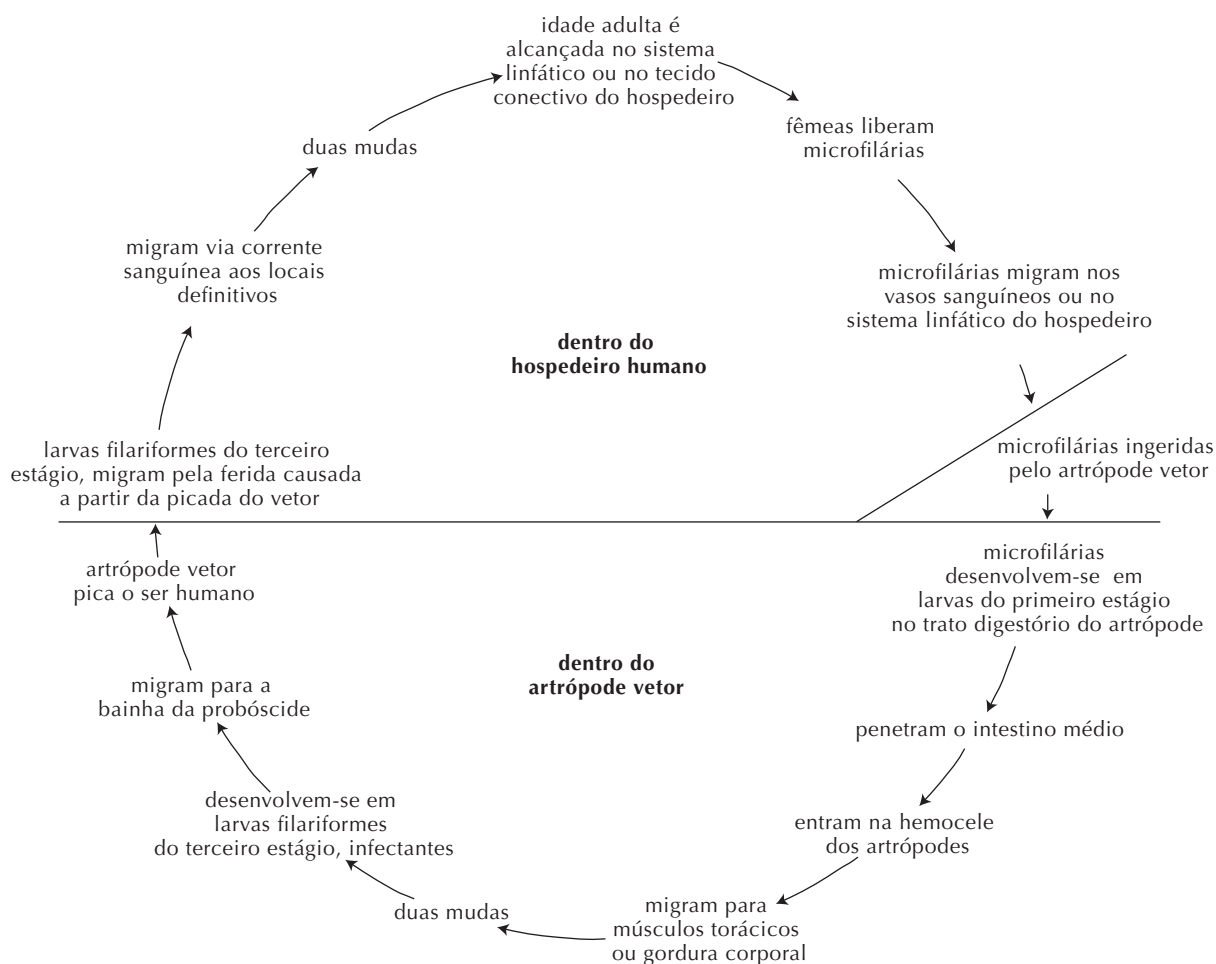 idade adulta é
alcançada no sistema
linfático ou no tecido
conectivo do hospedeiro
fêmeas liberam
microfilárias
microfilárias migram nos
vasos sanguíneos ou no
sistema linfático do hospedeiro
microfilárias ingeridas
pelo artrópode vetor
microfilárias
desenvolvem-se em
larvas do primeiro estágio
no trato digestório do artrópode
penetram o intestino médio
entram na hemocele
dos artrópodes
migram para
músculos torácicos
ou gordura corporal
duas mudas
desenvolvem-se em
larvas filariformes
do terceiro estágio, infectantes
migram para a
bainha da probóscide
artrópode vetor
pica o ser humano
larvas filariformes do terceiro
estágio, migram pela ferida causada
a partir da picada do vetor
migram via corrente
sanguínea aos locais
definitivos
duas mudas
dentro do
hospedeiro humano
dentro do
artrópode vetor